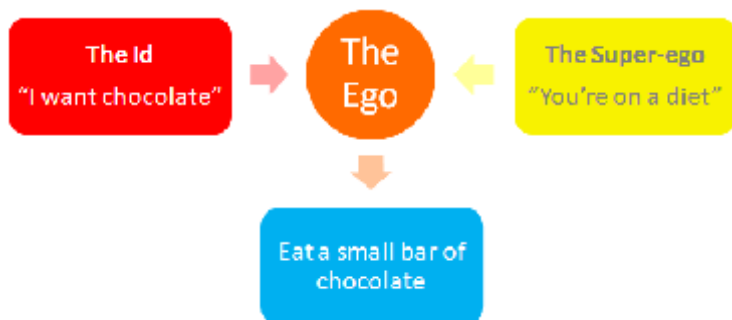 The Id
“I want chocolate”
The
Ego
The Super-ego
“You’re on a diet”
Eat a small bar of
chocolate